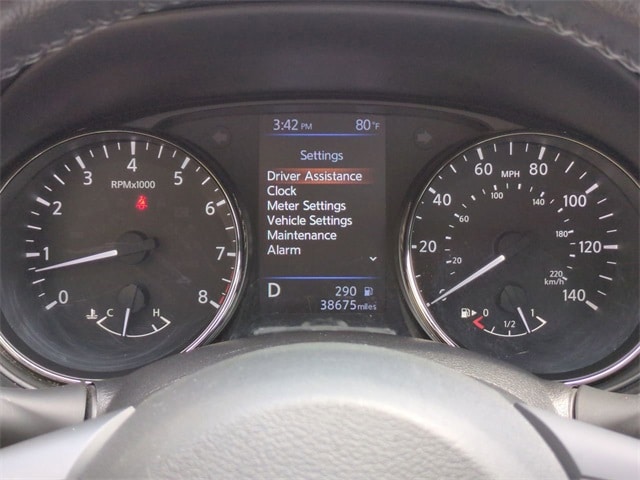 3:42 PM 80°F
Settings
Driver Assistance
Clock
Meter Settings
Vehicle Settings
Maintenance
Alarm
D 290
38675 miles
RPMx1000
0
1
2
3
4
5
6
7
8
C H
MPH
0
20
40
60
80
100
120
140
20
60
100
140
180
220
km/h
0
1/2
1